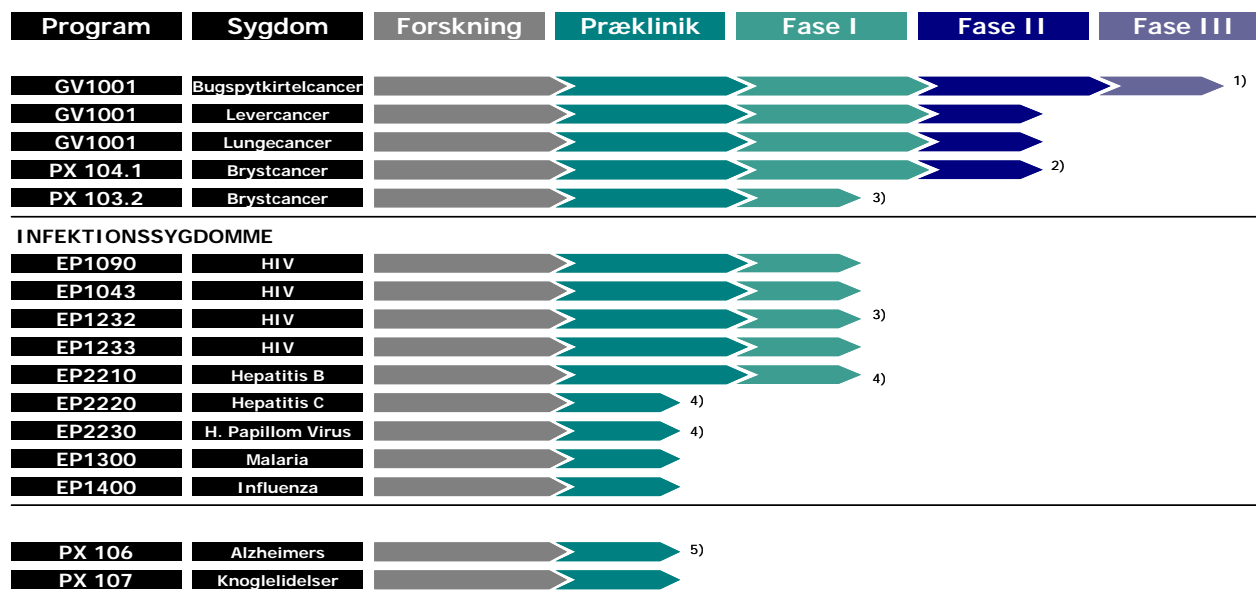 Program Sygdom Forskning Præklinik Fase I Fase II Fase III
GV1001 Bugspytkirtelcancer 1)
GV1001 Levercancer
GV1001 Lungecancer
PX 104.1 Brystcancer 2)
PX 103.2 Brystcancer 3)
INFEKTIONSSYGDOMME
EP1090 HIV
EP1043 HIV
EP1232 HIV 3)
EP1233 HIV
EP2210 Hepatitis B 4)
EP2220 Hepatitis C 4)
EP2230 H. Papillom Virus 4)
EP1300 Malaria
EP1400 Influenza
PX 106 Alzheimers 5)
PX 107 Knoglelidelser